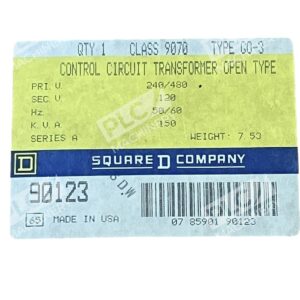 QTY 1 CLASS 9070 TYPE GO-3
CONTROL CIRCUIT TRANSFORMER OPEN TYPE
PRI. V 240/480
SEC V 120
Hz 50/60
K.V.A .150
SERIES A WEIGHT: 7.53
D SQUARE D COMPANY
90123
65 MADE IN USA
07 85901 90123